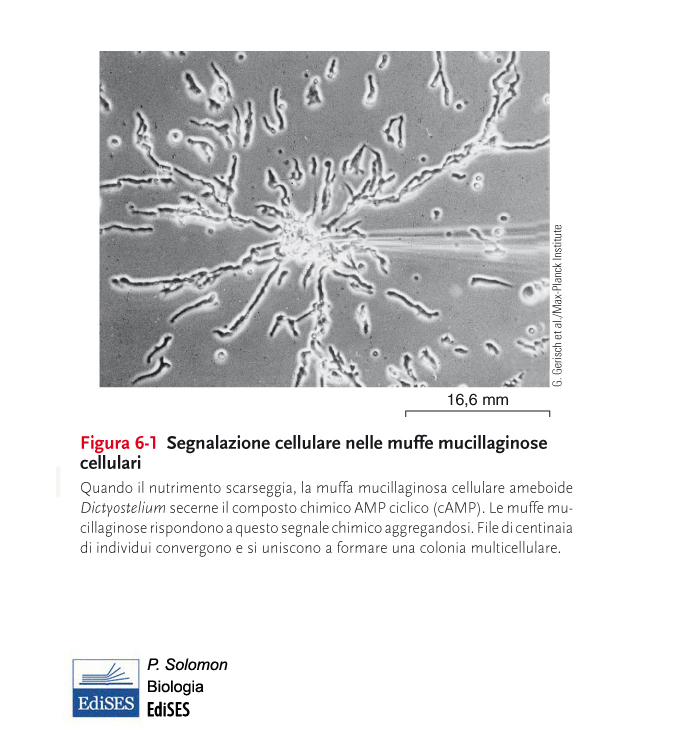 G. Gerisch et al./Max-Planck Institute
16,6 mm
Figura 6-1 Segnalazione cellulare nelle muffe mucillaginose
cellulari
Quando il nutrimento scarseggia, la muffa mucillaginosa cellulare ameboide
Dictyostelium secerne il composto chimico AMP ciclico (cAMP). Le muffe mu-
cillaginose rispondono a questo segnale chimico aggregandosi. File di centinaia
di individui convergono e si uniscono a formare una colonia multicellulare.
EdiSES
P. Solomon
Biologia
EdiSES